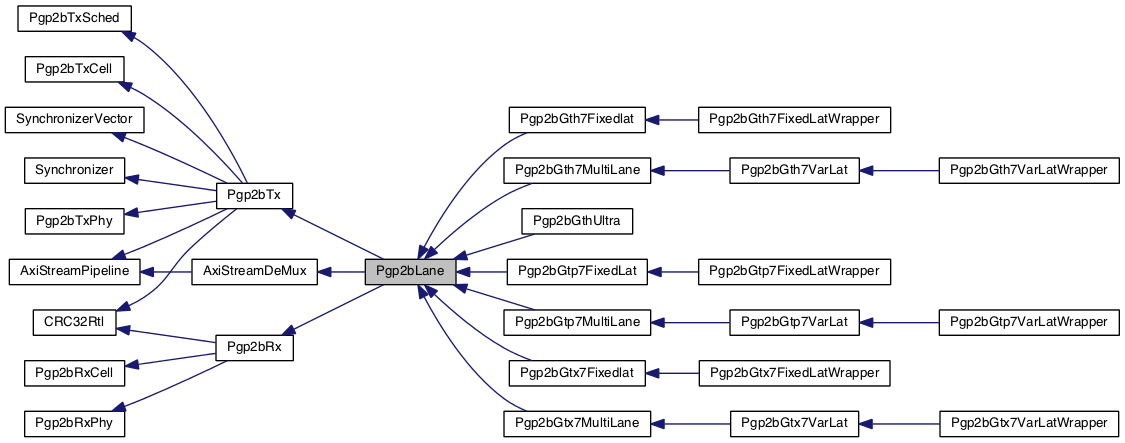 Pgp2bTxSched
Pgp2bTxCell
SynchronizerVector
Synchronizer
Pgp2bTxPhy
AxiStreamPipeline
CRC32Rtl
Pgp2bRxCell
Pgp2bRxPhy
Pgp2bTx
AxiStreamDeMux
Pgp2bRx
Pgp2bLane
Pgp2bGth7Fixedlat
Pgp2bGth7MultiLane
Pgp2bGthUltra
Pgp2bGtp7FixedLat
Pgp2bGtp7MultiLane
Pgp2bGtx7Fixedlat
Pgp2bGtx7MultiLane
Pgp2bGth7FixedLatWrapper
Pgp2bGth7VarLat
Pgp2bGtp7FixedLatWrapper
Pgp2bGtp7VarLat
Pgp2bGtx7FixedLatWrapper
Pgp2bGtx7VarLat
Pgp2bGth7VarLatWrapper
Pgp2bGtp7VarLatWrapper
Pgp2bGtx7VarLatWrapper